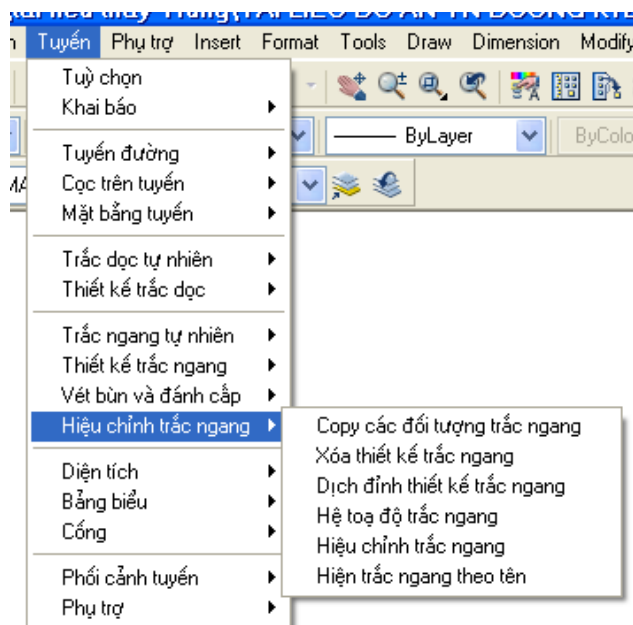 Tuyến Phụ trợ Insert Format Tools Draw Dimension Modify
Tuỳ chọn
Khai báo
ByLayer ByColo
Tuyến đường
Cọc trên tuyến
Mặt bằng tuyến
Trắc dọc tự nhiên
Thiết kế trắc dọc
Trắc ngang tự nhiên
Thiết kế trắc ngang
Vét bùn và đánh cấp
Hiệu chỉnh trắc ngang
Copy các đối tượng trắc ngang
Xóa thiết kế trắc ngang
Dịch đỉnh thiết kế trắc ngang
Hệ toạ độ trắc ngang
Hiệu chỉnh trắc ngang
Hiện trắc ngang theo tên
Diện tích
Bảng biểu
Cống
Phối cảnh tuyến
Phụ trợ